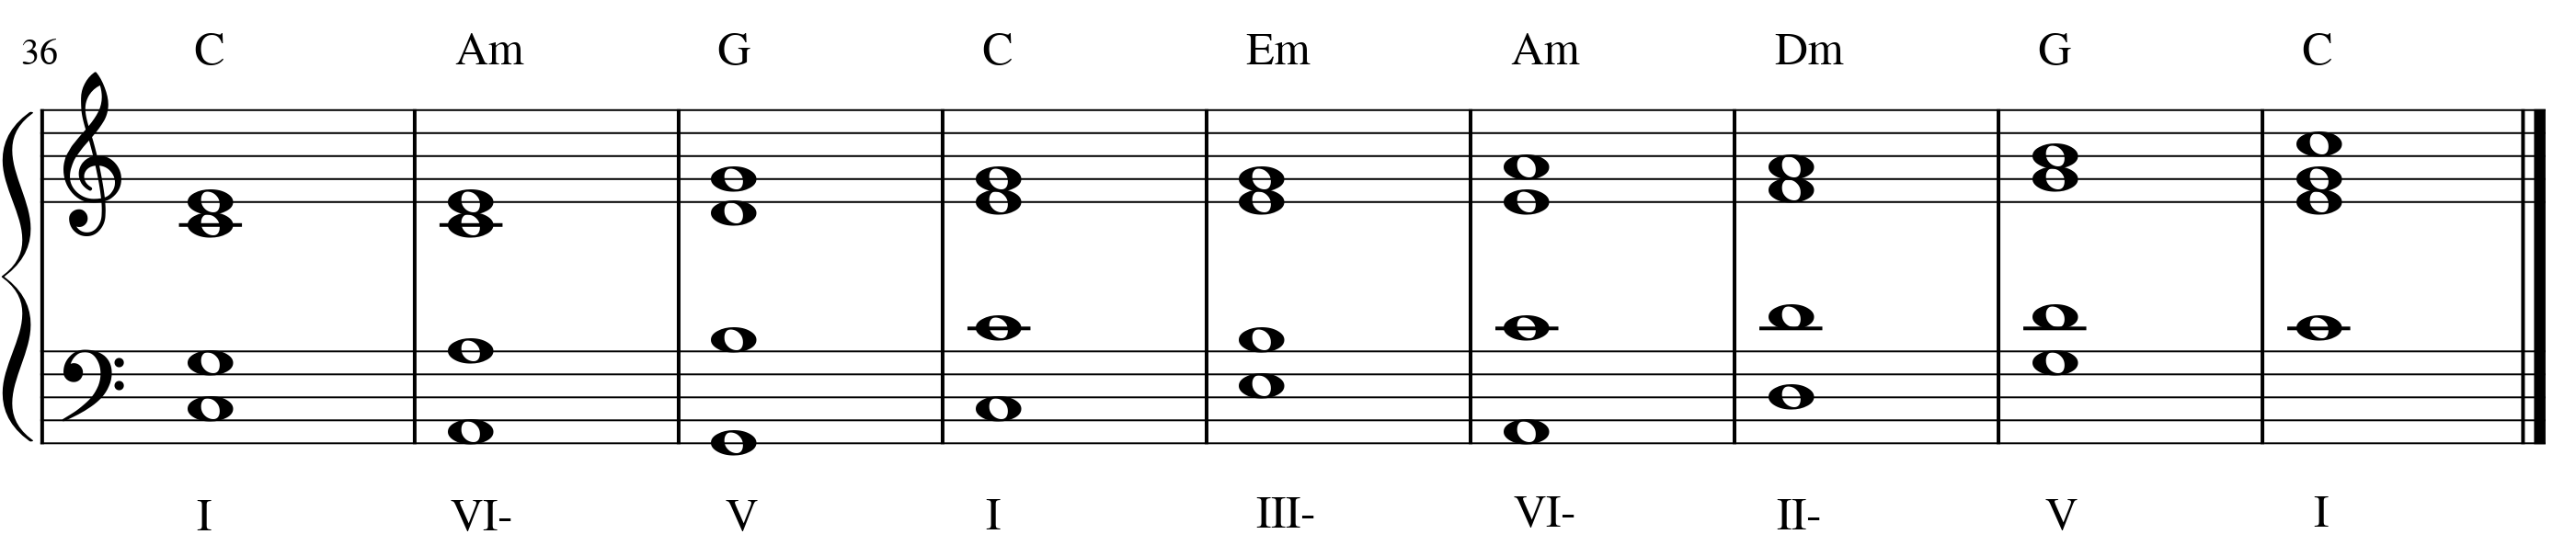 36 C Am G C Em Am Dm G C
I VI- V I III- VI- II- V I